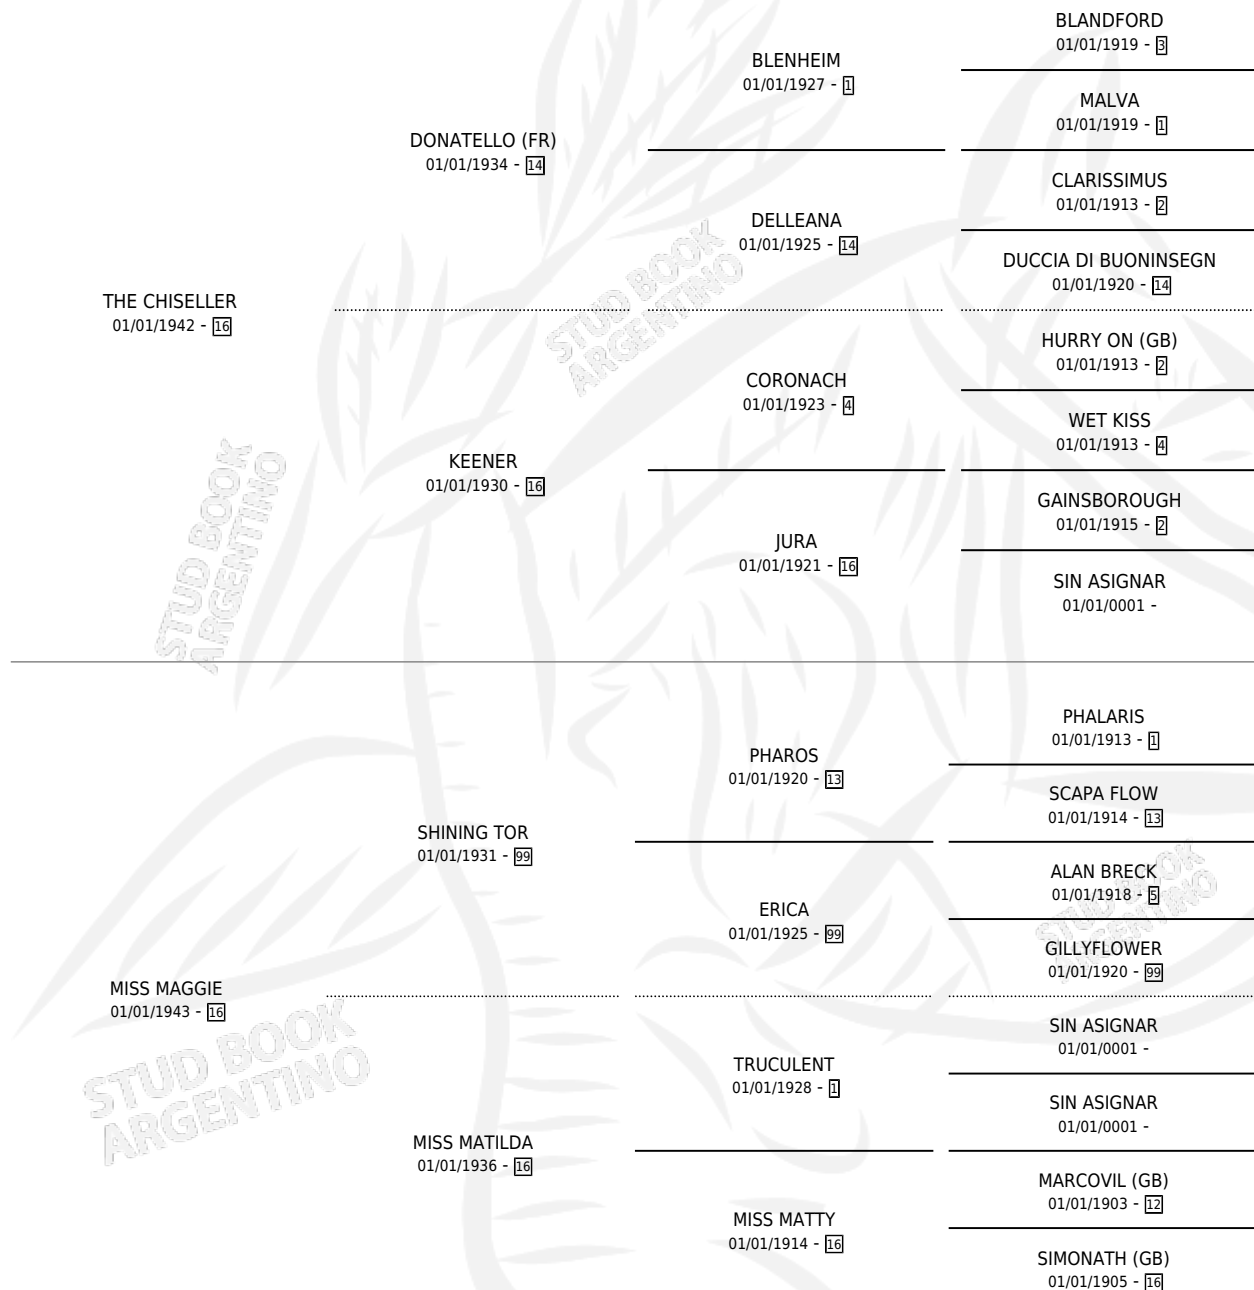 BLANDFORD
01/01/1919 - 3
BLENHEIM
01/01/1927 - 1
MALVA
01/01/1919 - 1
DONATELLO (FR)
01/01/1934 - 14
CLARISSIMUS
01/01/1913 - 2
DELLEANA
01/01/1925 - 14
DUCCIA DI BUONINSEGN
01/01/1920 - 14
THE CHISELLER
01/01/1942 - 16
STUD BOOK
ARGENTINO
HURRY ON (GB)
01/01/1913 - 2
CORONACH
01/01/1923 - 4
WET KISS
01/01/1913 - 4
KEENER
01/01/1930 - 16
GAINSBOROUGH
01/01/1915 - 2
JURA
01/01/1921 - 16
SIN ASIGNAR
01/01/0001 -
STUD BOOK
ARGENTINO
PHALARIS
01/01/1913 - 1
PHAROS
01/01/1920 - 13
SCAPA FLOW
01/01/1914 - 13
SHINING TOR
01/01/1931 - 99
ALAN BRECK
01/01/1918 - 5
ERICA
01/01/1925 - 99
STUD BOOK
ARGENTINO
GILLYFLOWER
01/01/1920 - 99
MISS MAGGIE
01/01/1943 - 16
SIN ASIGNAR
01/01/0001 -
TRUCULENT
01/01/1928 - 1
SIN ASIGNAR
01/01/0001 -
STUD BOOK
ARGENTINO
MISS MATILDA
01/01/1936 - 16
MARCOVIL (GB)
01/01/1903 - 12
MISS MATTY
01/01/1914 - 16
SIMONATH (GB)
01/01/1905 - 16